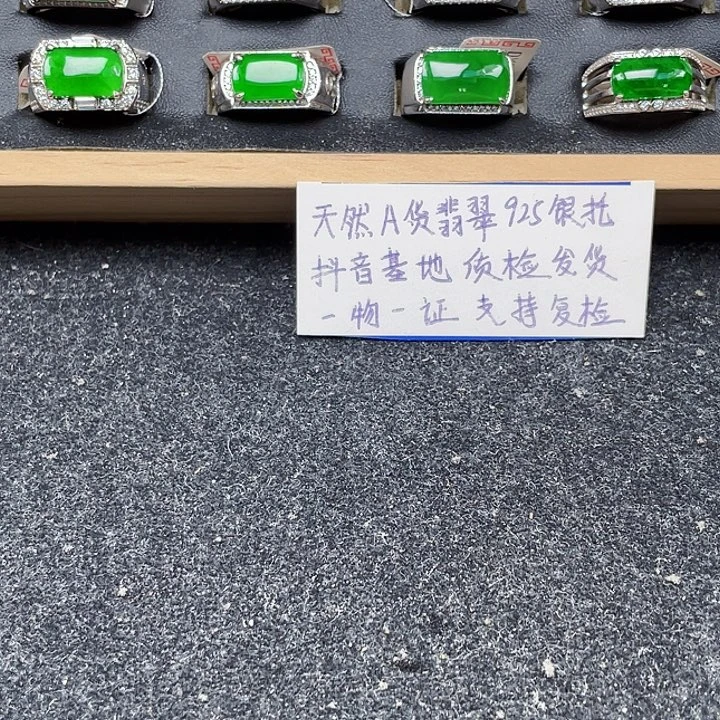 天然A货翡翠925银托
抖音基地质检发货
一物一证 支持复检